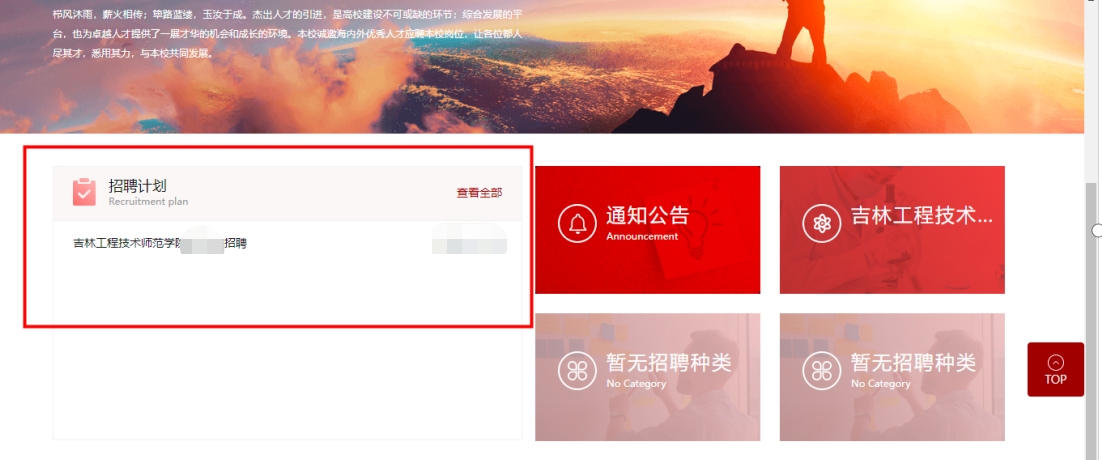 栉风沐雨，薪火相传；筚路蓝缕，玉汝于成。杰出人才的引进，是高校建设不可或缺的环节；综合发展的平
台，也为卓越人才提供了一展才华的机会和成长的环境。本校诚邀海内外优秀人才应聘本校岗位，让各位都人
尽其才，悉用其力，与本校共同发展。
招聘计划
查看全部
Recruitment plan
吉林工程技术师范学院 招聘
通知公告
Announcement
吉林工程技术...
暂无招聘种类
No Category
暂无招聘种类
No Category
TOP